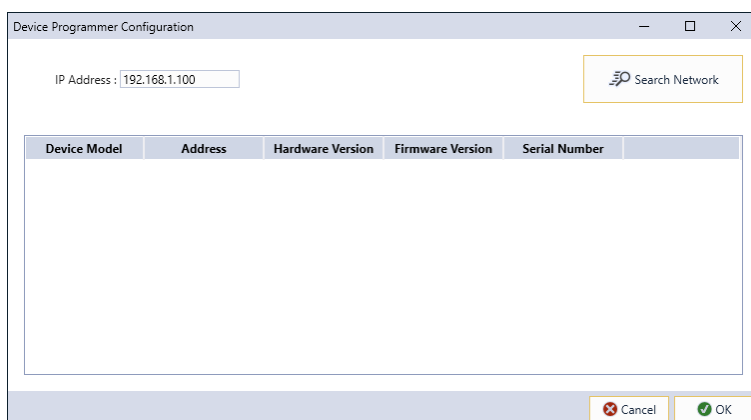 Device Programmer Configuration
IP Address : 192.168.1.100
Search Network
Device Model Address Hardware Version Firmware Version Serial Number
Cancel OK